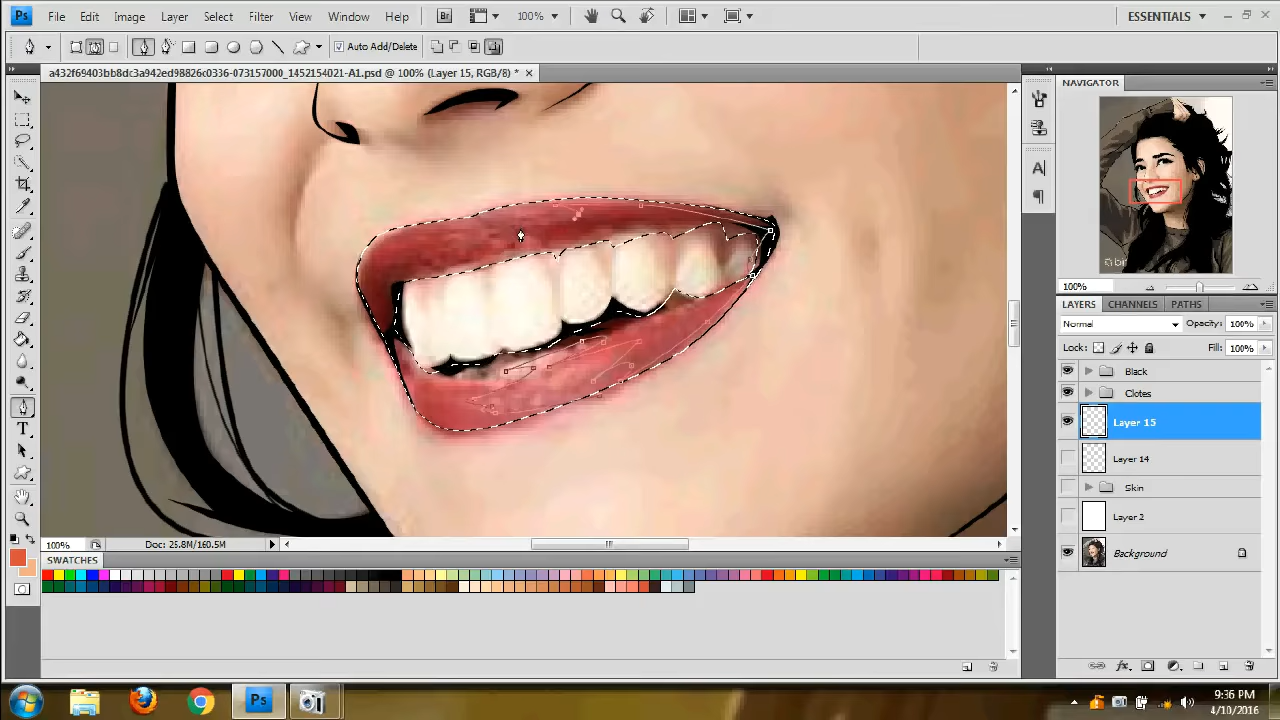 Ps File Edit Image Layer Select Filter View Window Help Br 100% ESSENTIALS
Auto Add/Delete
a432f69403bb8dc3a942ed98826c0336-073157000_1452154021-A1.psd @ 100% (Layer 15, RGB/8) *
NAVIGATOR
100%
LAYERS CHANNELS PATHS
Normal Opacity: 100%
Lock: Fill: 100%
Black
Clotes
Layer 15
Layer 14
Skin
Layer 2
Background
100% Doc: 25.8M/160.5M
SWATCHES
Ps
9:36 PM
4/10/2016